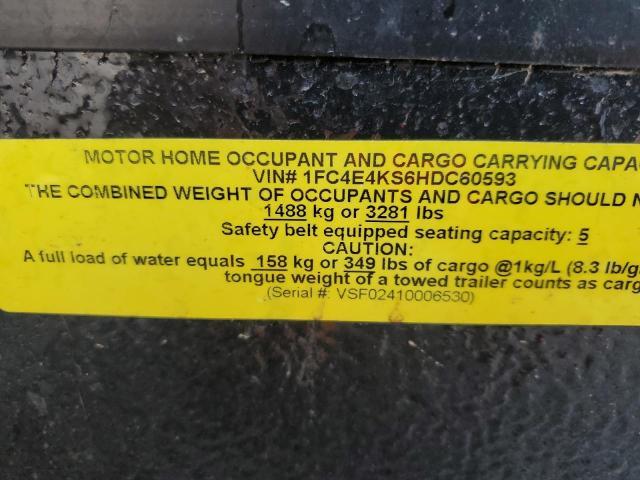 MOTOR HOME OCCUPANT AND CARGO CARRYING CAPA
VIN# 1FC4E4KS6HDC60593
THE COMBINED WEIGHT OF OCCUPANTS AND CARGO SHOULD N
1488 kg or 3281 lbs
Safety belt equipped seating capacity: 5
CAUTION:
A full load of water equals 158 kg or 349 lbs of cargo @1kg/L (8.3 lb/g
tongue weight of a towed trailer counts as carg
(Serial #: VSF02410006530)